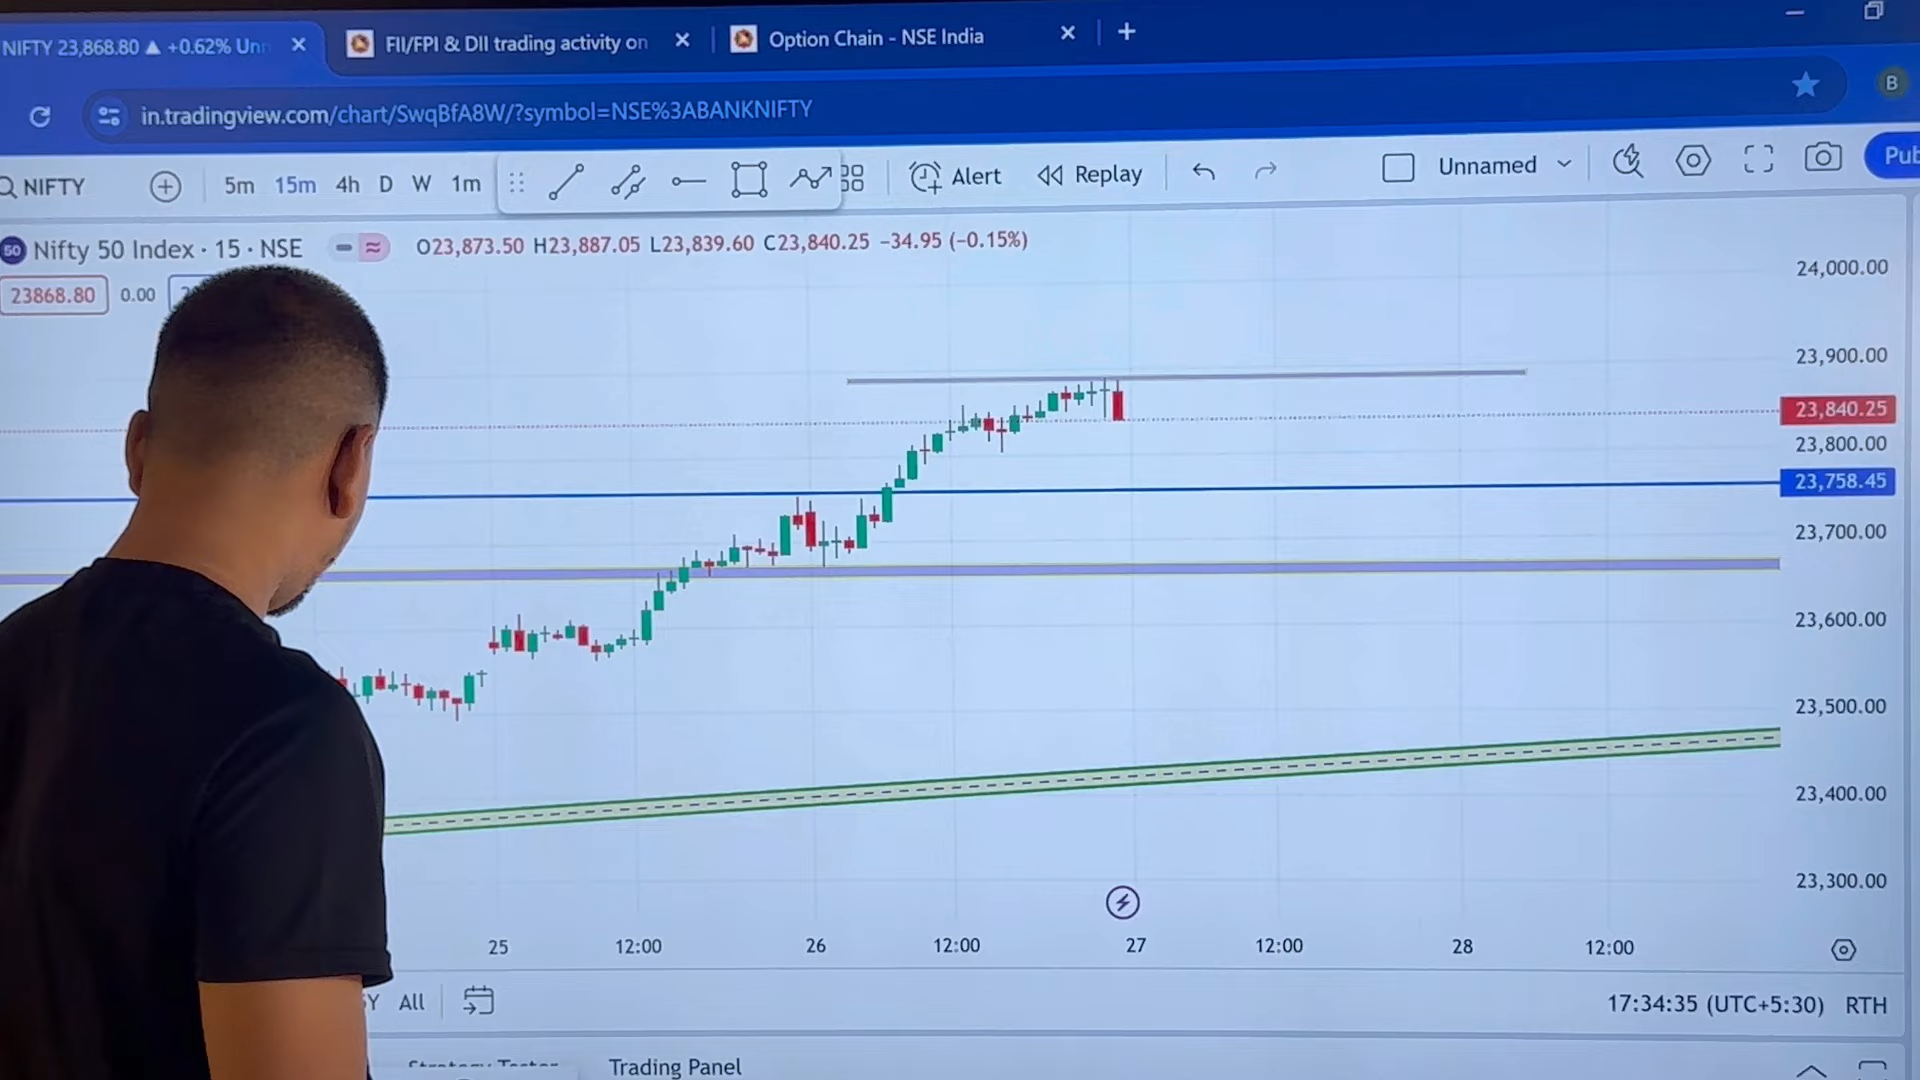 NIFTY 23,868.80 ▲ +0.62% Un
FII/FPI & DII trading activity on
Option Chain - NSE India
in.tradingview.com/chart/SwqBfA8W/?symbol=NSE%3ABANKNIFTY
B
NIFTY
5m 15m 4h D W 1m
Alert
Replay
Unnamed
Pub
50 Nifty 50 Index · 15 · NSE
O23,873.50 H23,887.05 L23,839.60 C23,840.25 −34.95 (−0.15%)
23868.80 0.00
24,000.00
23,900.00
23,840.25
23,800.00
23,758.45
23,700.00
23,600.00
23,500.00
23,400.00
23,300.00
25 12:00 26 12:00 27 12:00 28 12:00
5Y All
17:34:35 (UTC+5:30) RTH
Strategy Tester
Trading Panel